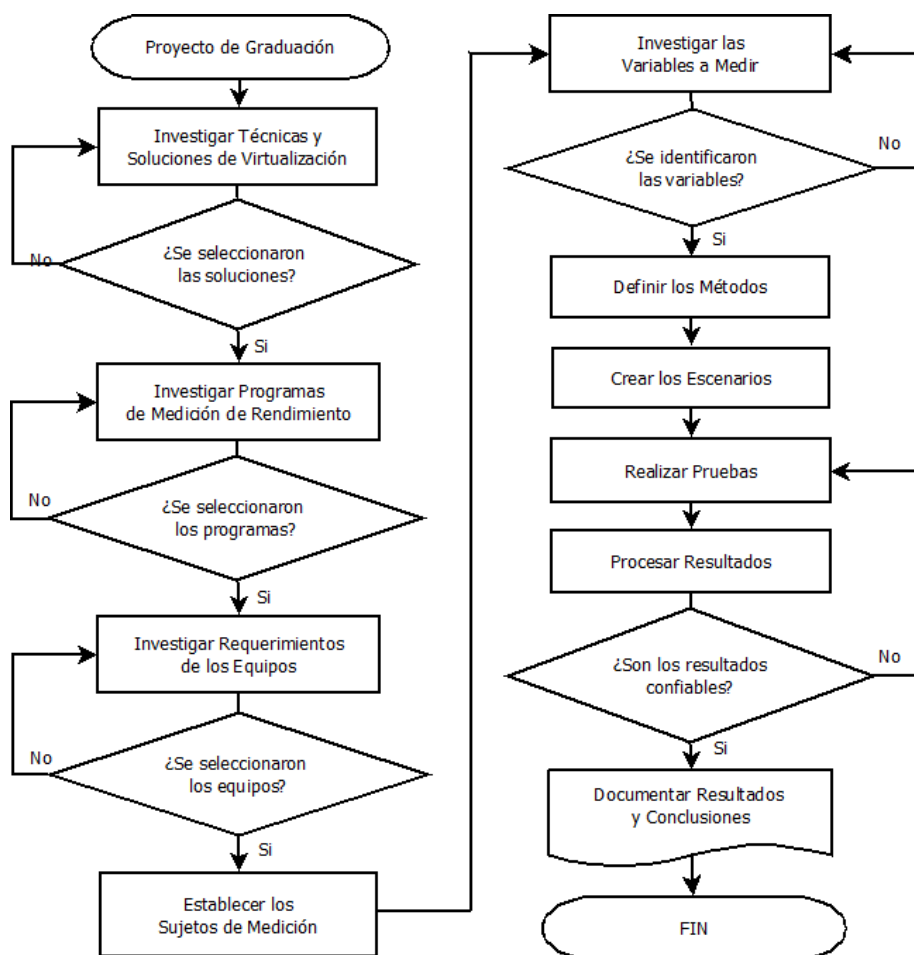 Proyecto de Graduación
Investigar Técnicas y
Soluciones de Virtualización
¿Se seleccionaron
las soluciones?
No
Si
Investigar Programas
de Medición de Rendimiento
¿Se seleccionaron
los programas?
No
Si
Investigar Requerimientos
de los Equipos
¿Se seleccionaron
los equipos?
No
Si
Establecer los
Sujetos de Medición
Investigar las
Variables a Medir
¿Se identificaron
las variables?
No
Si
Definir los Métodos
Crear los Escenarios
Realizar Pruebas
Procesar Resultados
¿Son los resultados
confiables?
No
Si
Documentar Resultados
y Conclusiones
FIN